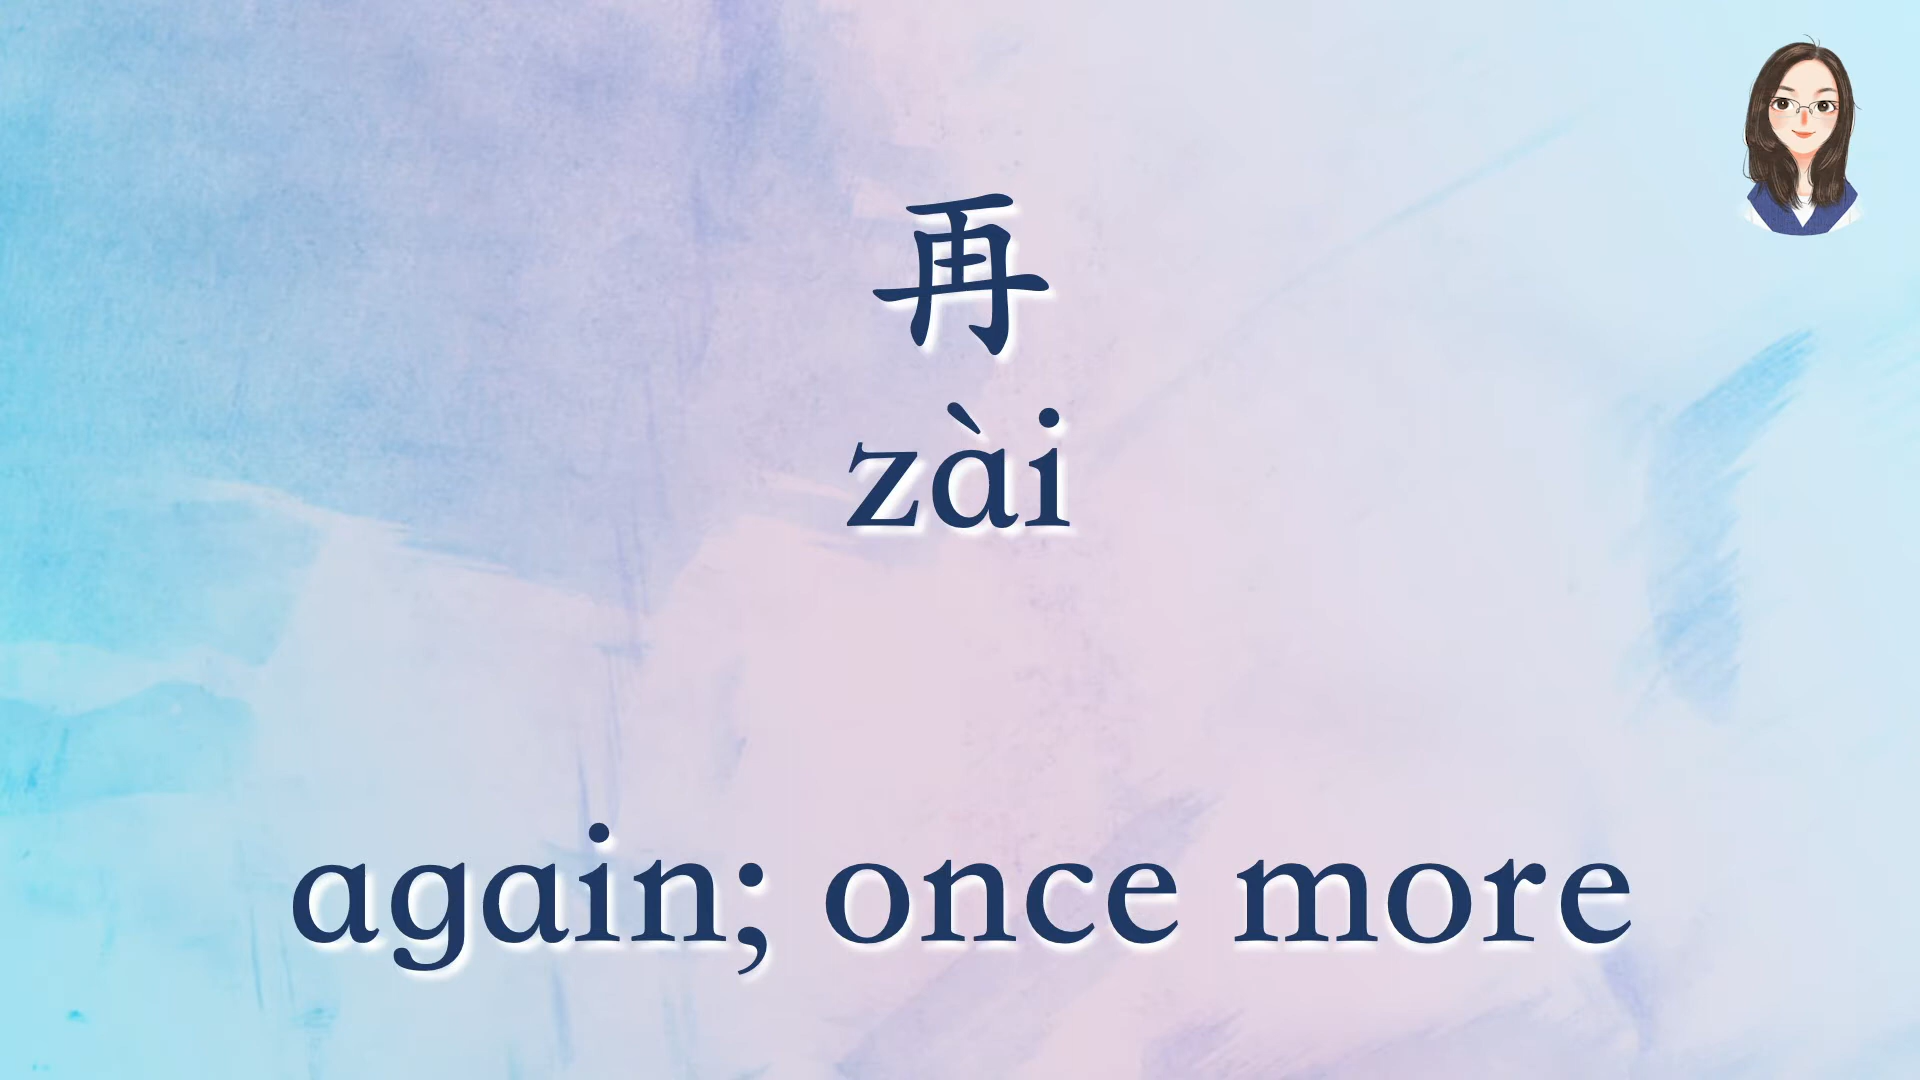 再
zài
again; once more